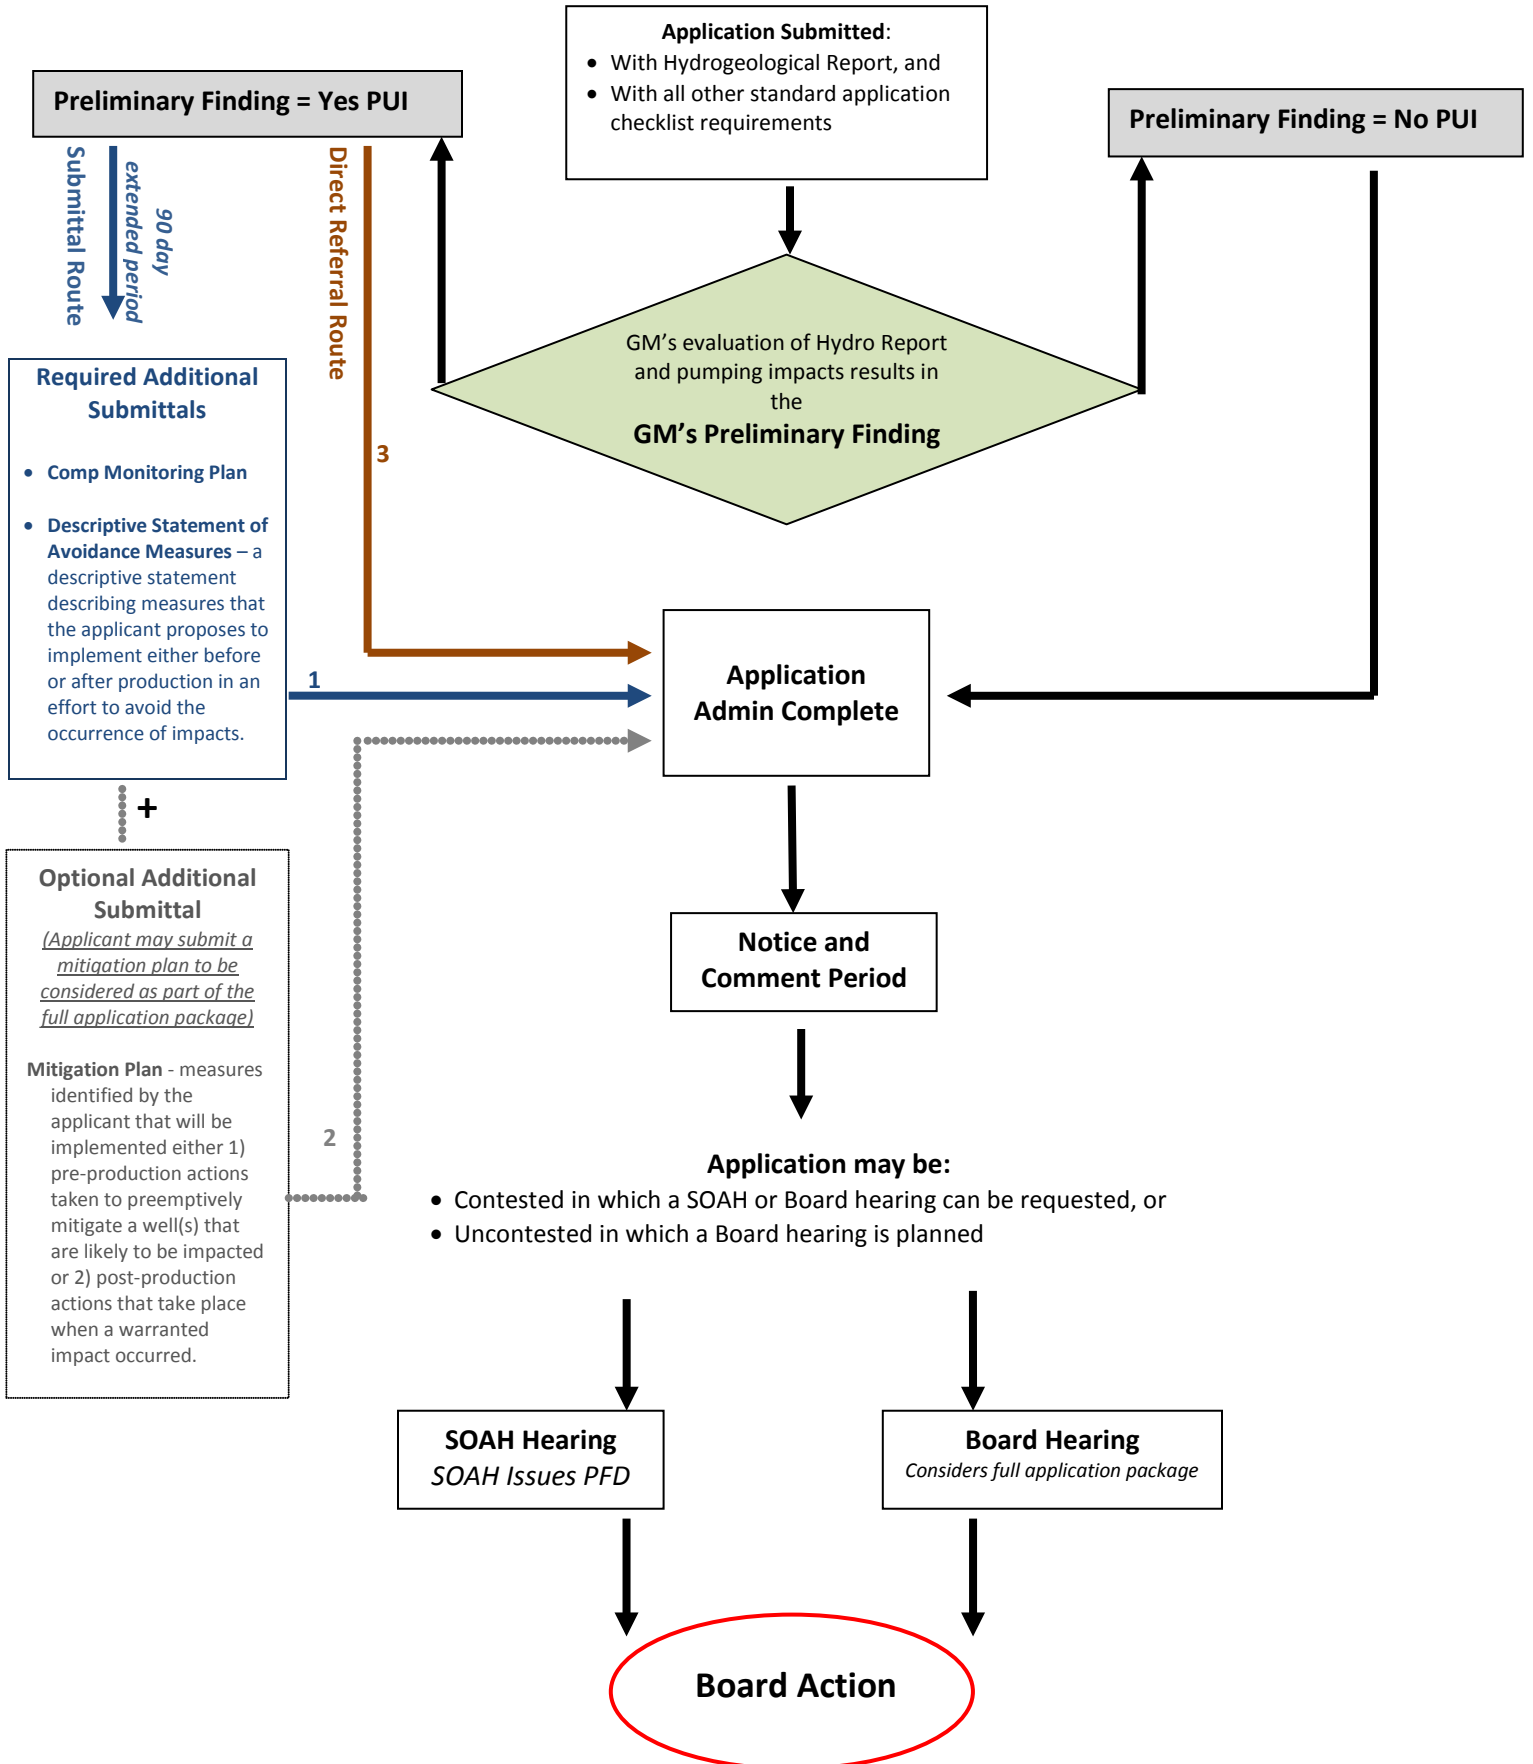 Application Submitted:
• With Hydrogeological Report, and
• With all other standard application
checklist requirements
Preliminary Finding = Yes PUI
Preliminary Finding = No PUI
Submittal Route
90 day
extended period
Direct Referral Route
GM's evaluation of Hydro Report
and pumping impacts results in
the
GM's Preliminary Finding
Required Additional
Submittals
• Comp Monitoring Plan
• Descriptive Statement of
Avoidance Measures – a
descriptive statement
describing measures that
the applicant proposes to
implement either before
or after production in an
effort to avoid the
occurrence of impacts.
3
1
Application
Admin Complete
+
Optional Additional
Submittal
(Applicant may submit a
mitigation plan to be
considered as part of the
full application package)
Mitigation Plan - measures
identified by the
applicant that will be
implemented either 1)
pre-production actions
taken to preemptively
mitigate a well(s) that
are likely to be impacted
or 2) post-production
actions that take place
when a warranted
impact occurred.
2
Notice and
Comment Period
Application may be:
• Contested in which a SOAH or Board hearing can be requested, or
• Uncontested in which a Board hearing is planned
SOAH Hearing
SOAH Issues PFD
Board Hearing
Considers full application package
Board Action